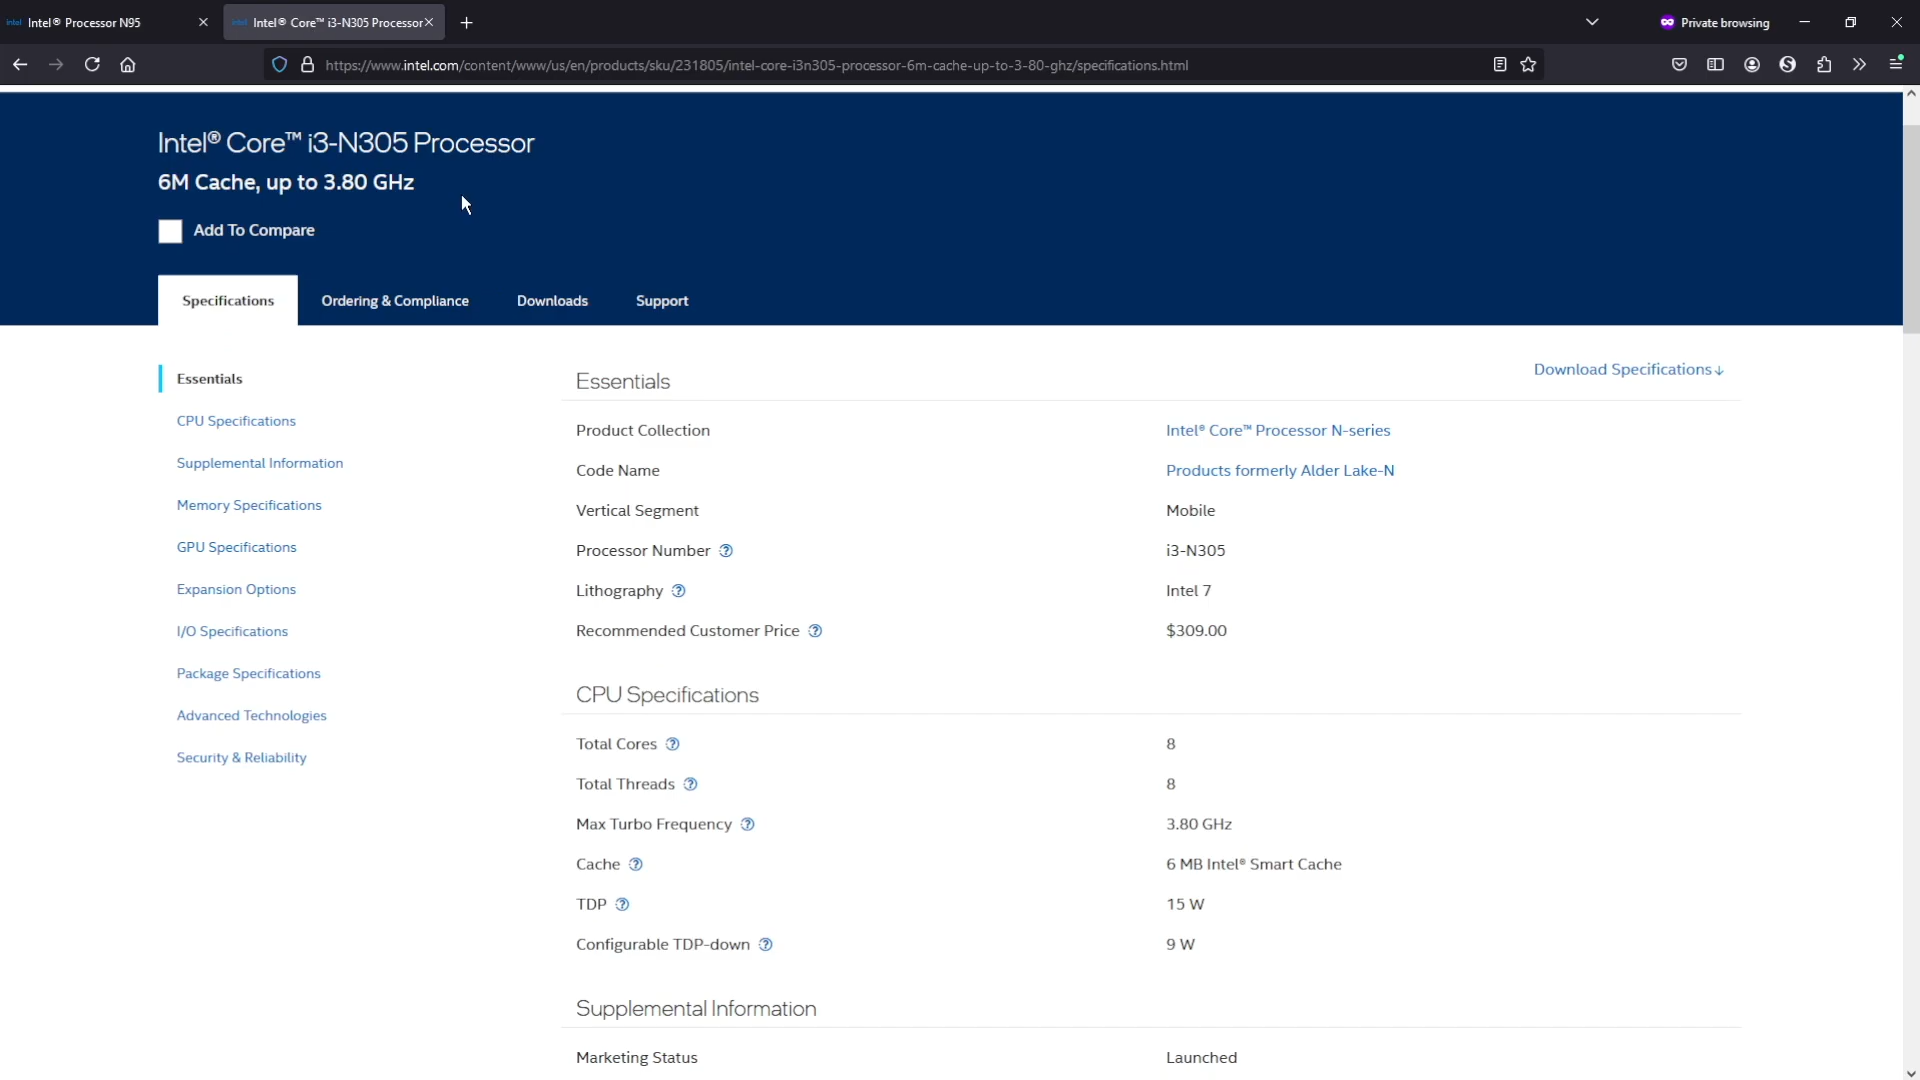 Intel® Processor N95
Intel® Core™ i3-N305 Processor
Private browsing
https://www.intel.com/content/www/us/en/products/sku/231805/intel-core-i3n305-processor-6m-cache-up-to-3-80-ghz/specifications.html
Intel® Core™ i3-N305 Processor
6M Cache, up to 3.80 GHz
Add To Compare
Specifications
Ordering & Compliance
Downloads
Support
Essentials
CPU Specifications
Supplemental Information
Memory Specifications
GPU Specifications
Expansion Options
I/O Specifications
Package Specifications
Advanced Technologies
Security & Reliability
Download Specifications↓
Essentials
Product Collection Intel® Core™ Processor N-series
Code Name Products formerly Alder Lake-N
Vertical Segment Mobile
Processor Number ? i3-N305
Lithography ? Intel 7
Recommended Customer Price ? $309.00
CPU Specifications
Total Cores ? 8
Total Threads ? 8
Max Turbo Frequency ? 3.80 GHz
Cache ? 6 MB Intel® Smart Cache
TDP ? 15 W
Configurable TDP-down ? 9 W
Supplemental Information
Marketing Status Launched